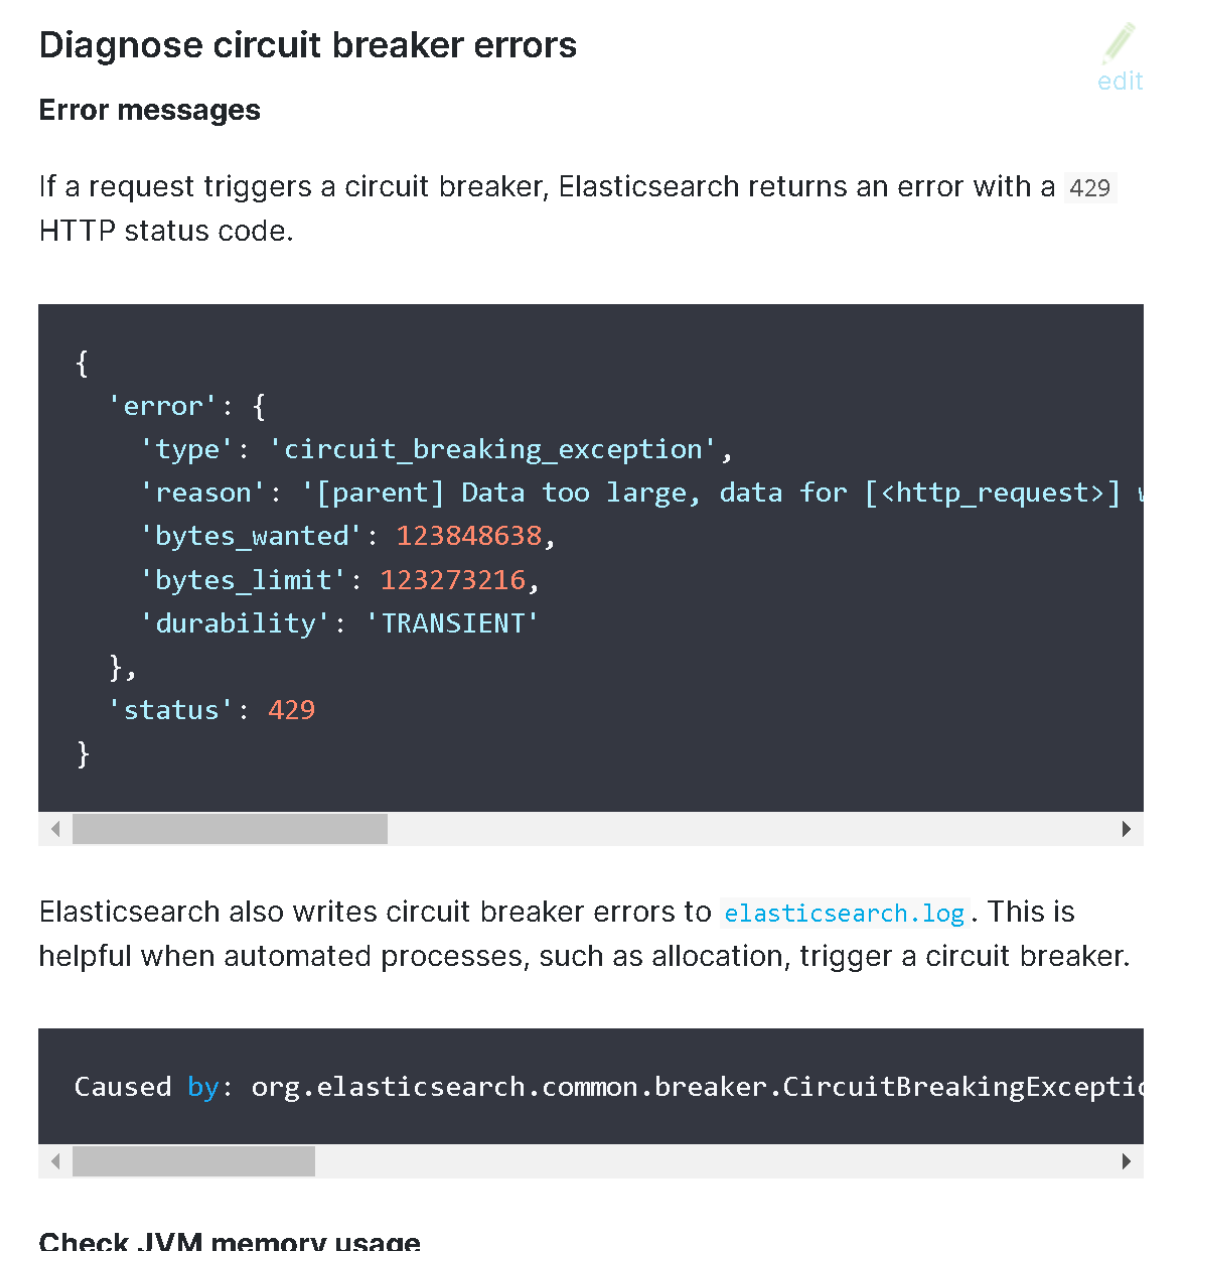 Diagnose circuit breaker errors
edit
Error messages
If a request triggers a circuit breaker, Elasticsearch returns an error with a 429
HTTP status code.
{
  'error': {
    'type': 'circuit_breaking_exception',
    'reason': '[parent] Data too large, data for [<http_request>]
    'bytes_wanted': 123848638,
    'bytes_limit': 123273216,
    'durability': 'TRANSIENT'
  },
  'status': 429
}
Elasticsearch also writes circuit breaker errors to elasticsearch.log. This is
helpful when automated processes, such as allocation, trigger a circuit breaker.
Caused by: org.elasticsearch.common.breaker.CircuitBreakingExceptio
Check JVM memory usage